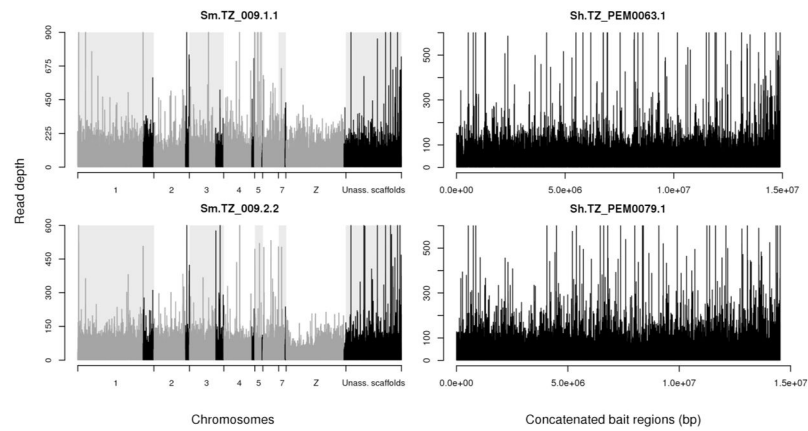 Sm.TZ_009.1.1
Sh.TZ_PEM0063.1
Read depth
900
675
450
225
0
1 2 3 4 5 7 Z Unass. scaffolds
500
300
100
0
0.0e+00 5.0e+06 1.0e+07 1.5e+07
Sm.TZ_009.2.2
Sh.TZ_PEM0079.1
600
450
300
150
0
1 2 3 4 5 7 Z Unass. scaffolds
500
300
100
0
0.0e+00 5.0e+06 1.0e+07 1.5e+07
Chromosomes
Concatenated bait regions (bp)